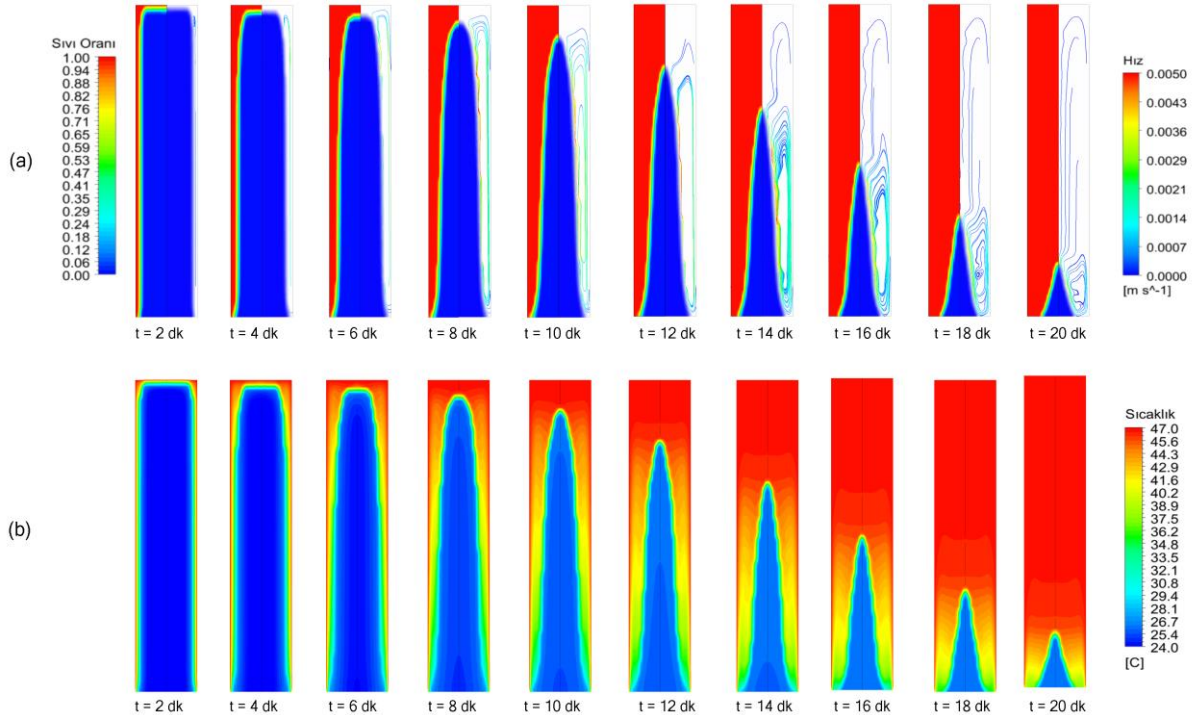 Sıvı Oranı
1.00
0.94
0.88
0.82
0.76
0.71
0.65
0.59
0.53
0.47
0.41
0.35
0.29
0.24
0.18
0.12
0.06
0.00
(a)
Hız
0.0050
0.0043
0.0036
0.0029
0.0021
0.0014
0.0007
0.0000
[m s^-1]
t = 2 dk
t = 4 dk
t = 6 dk
t = 8 dk
t = 10 dk
t = 12 dk
t = 14 dk
t = 16 dk
t = 18 dk
t = 20 dk
(b)
Sıcaklık
47.0
45.6
44.3
42.9
41.6
40.2
38.9
37.5
36.2
34.8
33.5
32.1
30.8
29.4
28.1
26.7
25.4
24.0
[C]
t = 2 dk
t = 4 dk
t = 6 dk
t = 8 dk
t = 10 dk
t = 12 dk
t = 14 dk
t = 16 dk
t = 18 dk
t = 20 dk